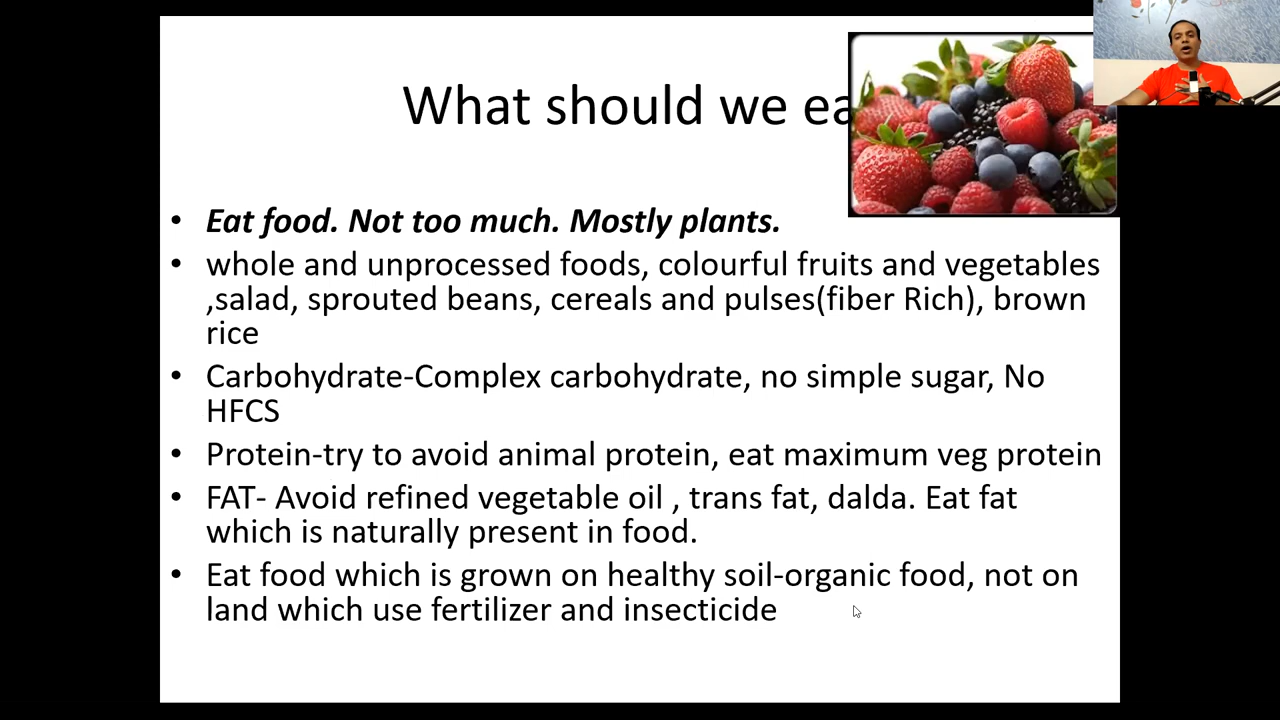 What should we ea
• Eat food. Not too much. Mostly plants.
• whole and unprocessed foods, colourful fruits and vegetables
,salad, sprouted beans, cereals and pulses(fiber Rich), brown
rice
• Carbohydrate-Complex carbohydrate, no simple sugar, No
HFCS
• Protein-try to avoid animal protein, eat maximum veg protein
• FAT- Avoid refined vegetable oil , trans fat, dalda. Eat fat
which is naturally present in food.
• Eat food which is grown on healthy soil-organic food, not on
land which use fertilizer and insecticide